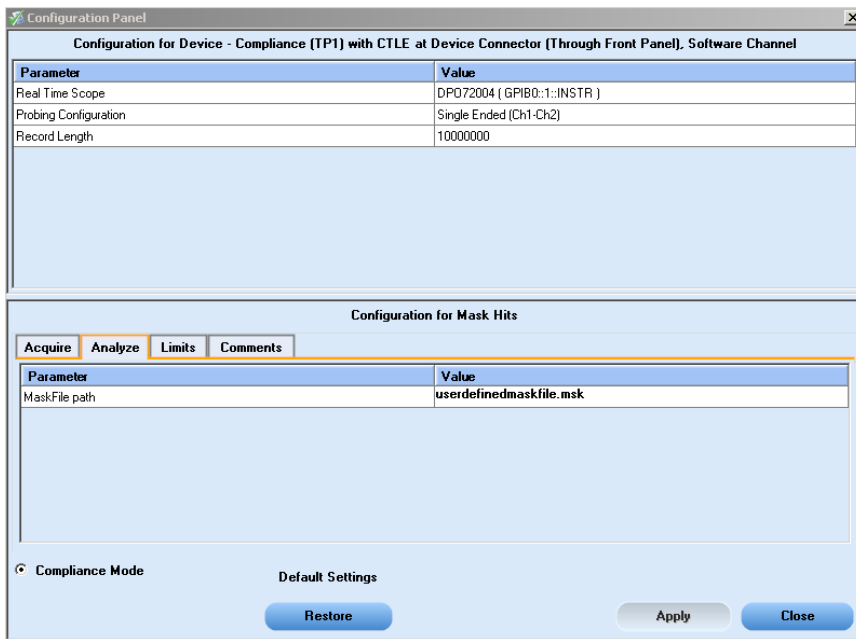 Configuration Panel
Configuration for Device - Compliance (TP1) with CTLE at Device Connector (Through Front Panel), Software Channel
Parameter Value
Real Time Scope DPO72004 ( GPIB0::1::INSTR )
Probing Configuration Single Ended (Ch1-Ch2)
Record Length 10000000
Configuration for Mask Hits
Acquire Analyze Limits Comments
Parameter Value
MaskFile path userdefinedmaskfile.msk
Compliance Mode
Default Settings
Restore Apply Close